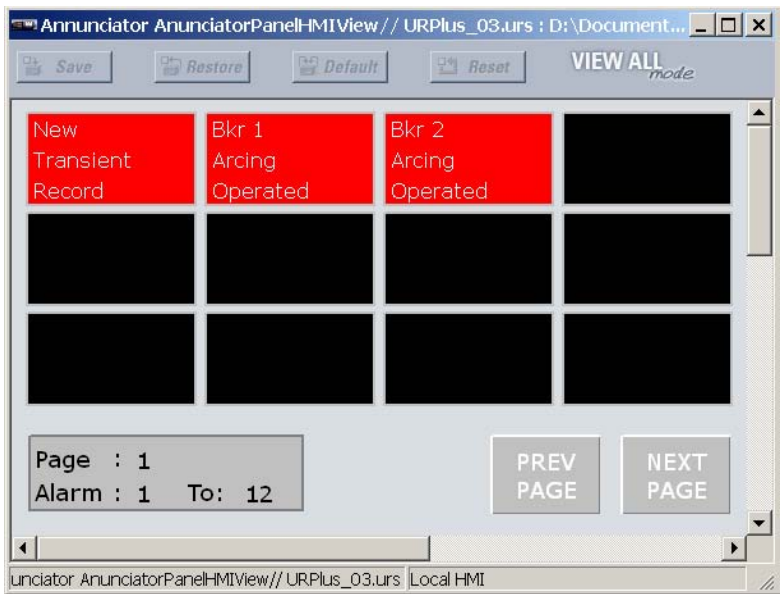 Annunciator AnunciatorPanelHMIView// URPlus_03.urs : D:\Document...
Save Restore Default Reset VIEW ALL mode
New
Transient
Record
Bkr 1
Arcing
Operated
Bkr 2
Arcing
Operated
Page : 1
Alarm : 1 To: 12
PREV
PAGE
NEXT
PAGE
unciator AnunciatorPanelHMIView// URPlus_03.urs Local HMI